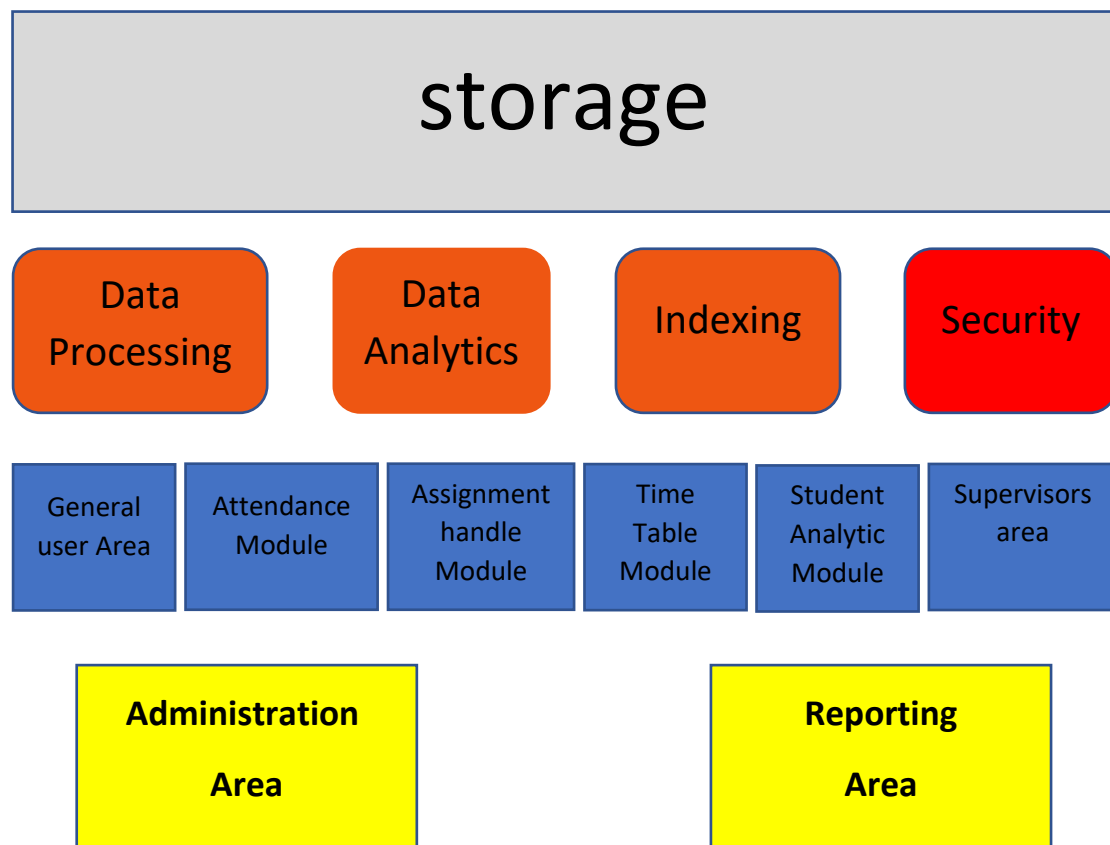 storage
Data
Processing
Data
Analytics
Indexing
Security
General
user Area
Attendance
Module
Assignment
handle
Module
Time
Table
Module
Student
Analytic
Module
Supervisors
area
Administration
Area
Reporting
Area